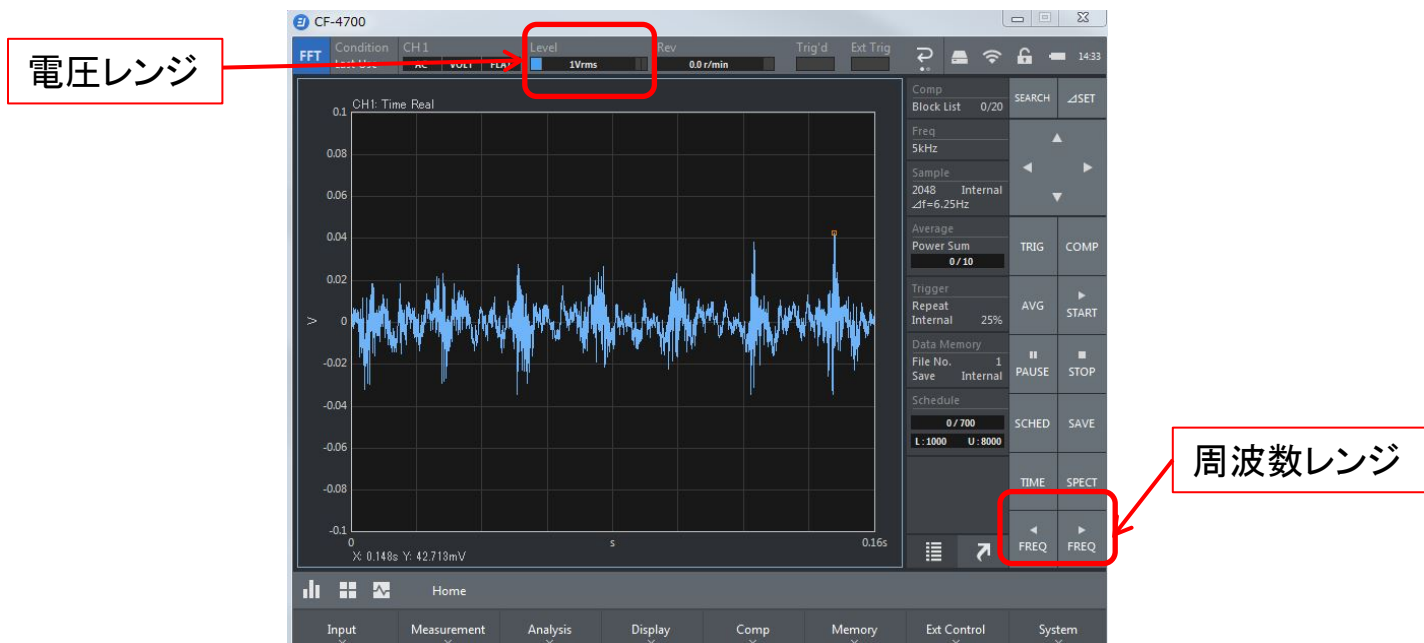 CF-4700
電圧レンジ
FFT
Condition
Last Use
CH1
AC VOLT FLAT
Level
1Vrms
Rev
0.0 r/min
Trig'd
Ext Trig
14:33
CH1: Time Real
0.1
0.08
0.06
0.04
0.02
0
-0.02
-0.04
-0.06
-0.08
-0.1
V
0
s
0.16s
X: 0.148s Y: 42.713mV
Comp
Block List 0/20
Freq
5kHz
Sample
2048 Internal
⊿f=6.25Hz
Average
Power Sum
0 / 10
Trigger
Repeat
Internal 25%
Data Memory
File No. 1
Save Internal
Schedule
0 / 700
L : 1000 U : 8000
SEARCH ⊿SET
TRIG COMP
AVG START
PAUSE STOP
SCHED SAVE
TIME SPECT
FREQ FREQ
周波数レンジ
Home
Input Measurement Analysis Display Comp Memory Ext Control System